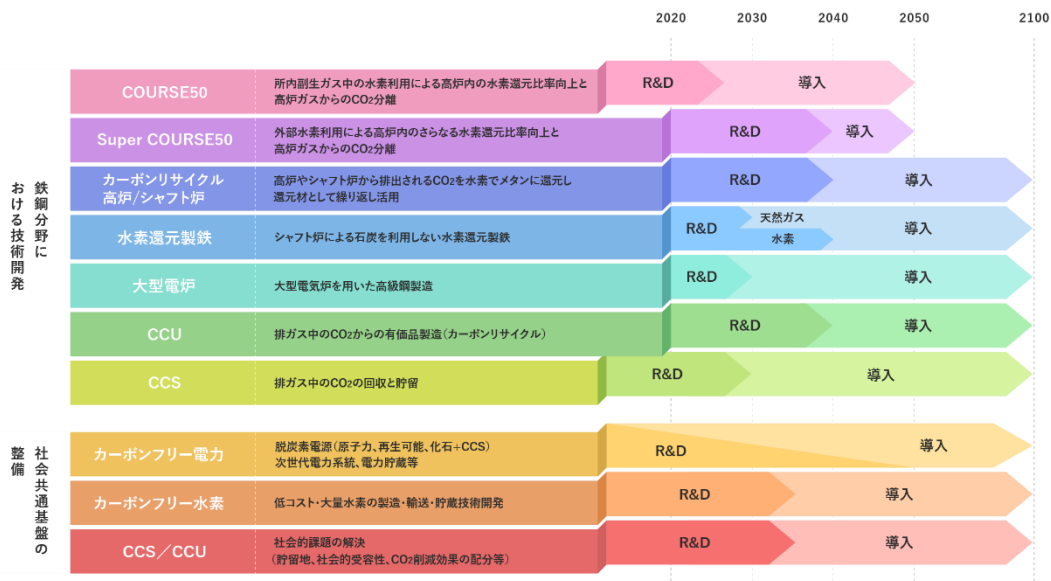 2020 2030 2040 2050 2100
鉄鋼分野に
おける技術開発
COURSE50
所内副生ガス中の水素利用による高炉内の水素還元比率向上と
高炉ガスからのCO₂分離
R&D
導入
Super COURSE50
外部水素利用による高炉内のさらなる水素還元比率向上と
高炉ガスからのCO₂分離
R&D
導入
カーボンリサイクル
高炉/シャフト炉
高炉やシャフト炉から排出されるCO₂を水素でメタンに還元し
還元材として繰り返し活用
R&D
導入
水素還元製鉄
シャフト炉による石炭を利用しない水素還元製鉄
R&D
天然ガス
水素
導入
大型電炉
大型電気炉を用いた高級鋼製造
R&D
導入
CCU
排ガス中のCO₂からの有価品製造(カーボンリサイクル)
R&D
導入
CCS
排ガス中のCO₂の回収と貯留
R&D
導入
社会共通基盤の
整備
カーボンフリー電力
脱炭素電源(原子力、再生可能、化石+CCS)
次世代電力系統、電力貯蔵等
R&D
導入
カーボンフリー水素
低コスト・大量水素の製造・輸送・貯蔵技術開発
R&D
導入
CCS/CCU
社会的課題の解決
(貯留地、社会的受容性、CO₂削減効果の配分等)
R&D
導入